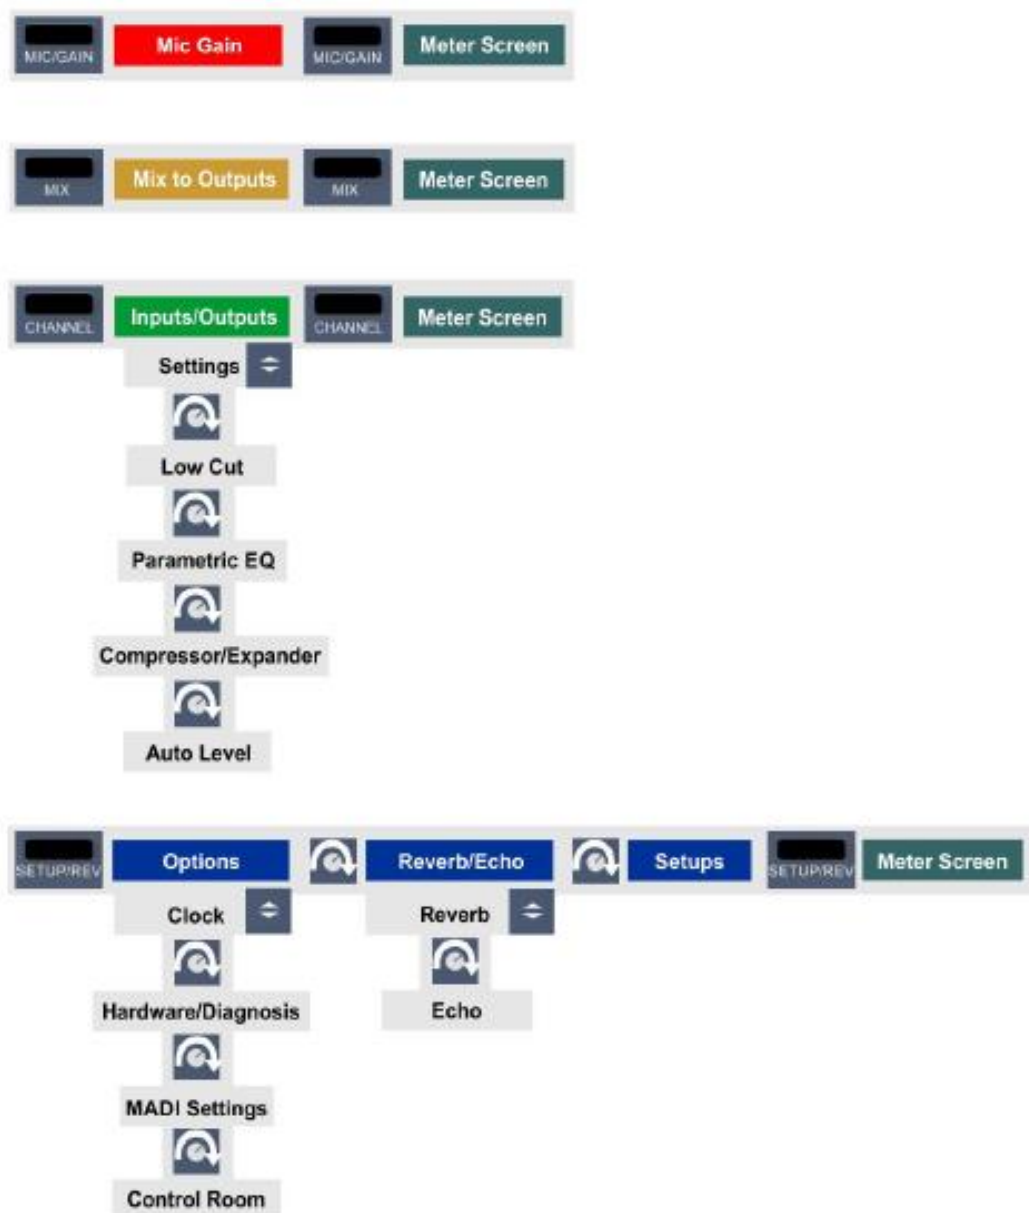 MIC/GAIN Mic Gain MIC/GAIN Meter Screen
MIX Mix to Outputs MIX Meter Screen
CHANNEL Inputs/Outputs CHANNEL Meter Screen
Settings
Low Cut
Parametric EQ
Compressor/Expander
Auto Level
SETUP/REV Options Reverb/Echo Setups SETUP/REV Meter Screen
Clock Reverb
Hardware/Diagnosis Echo
MADI Settings
Control Room